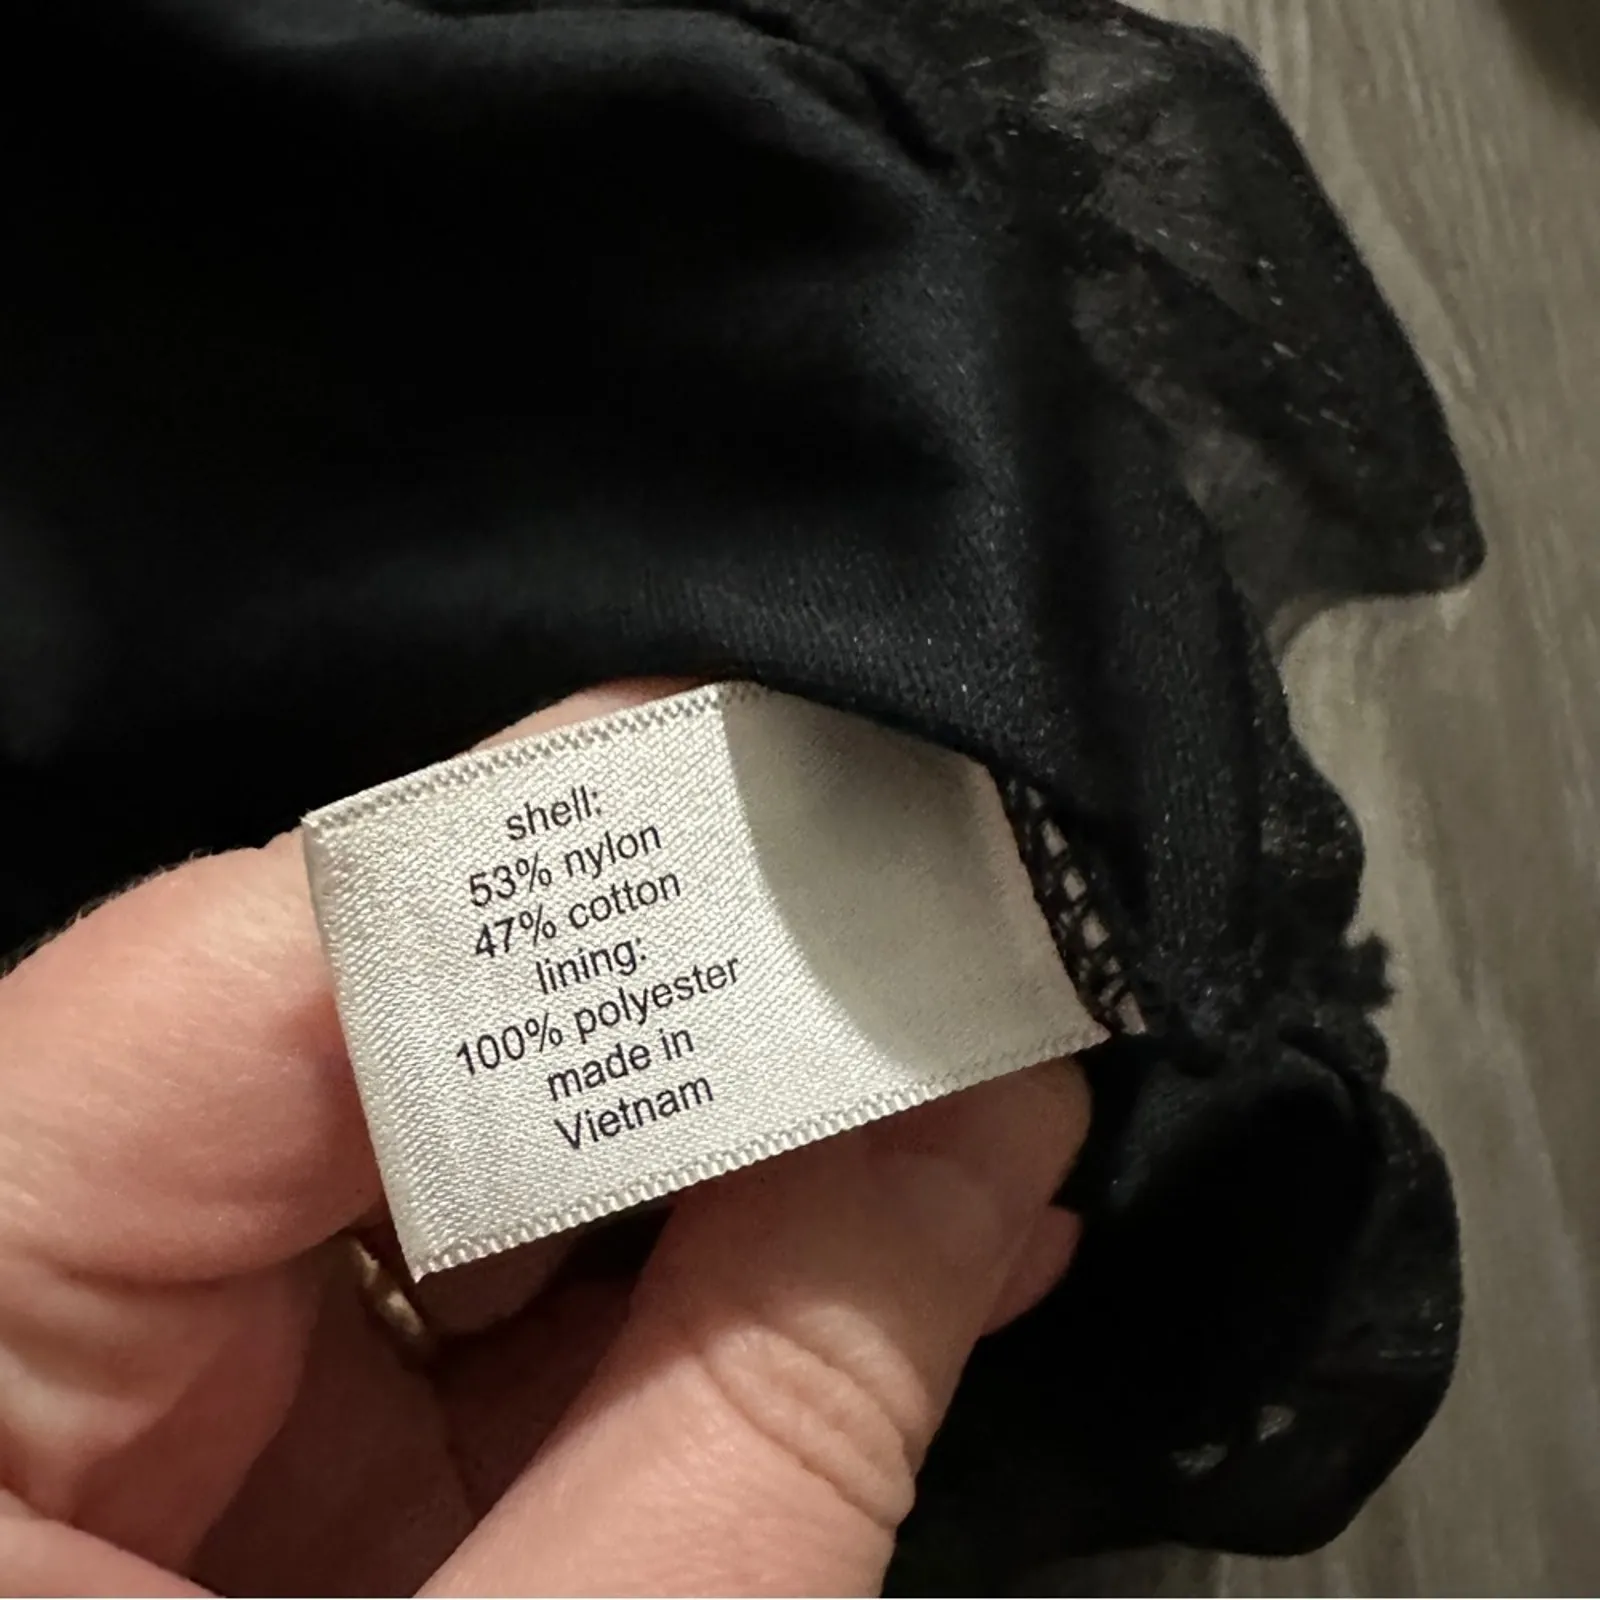 shell:
53% nylon
47% cotton
lining:
100% polyester
made in
Vietnam